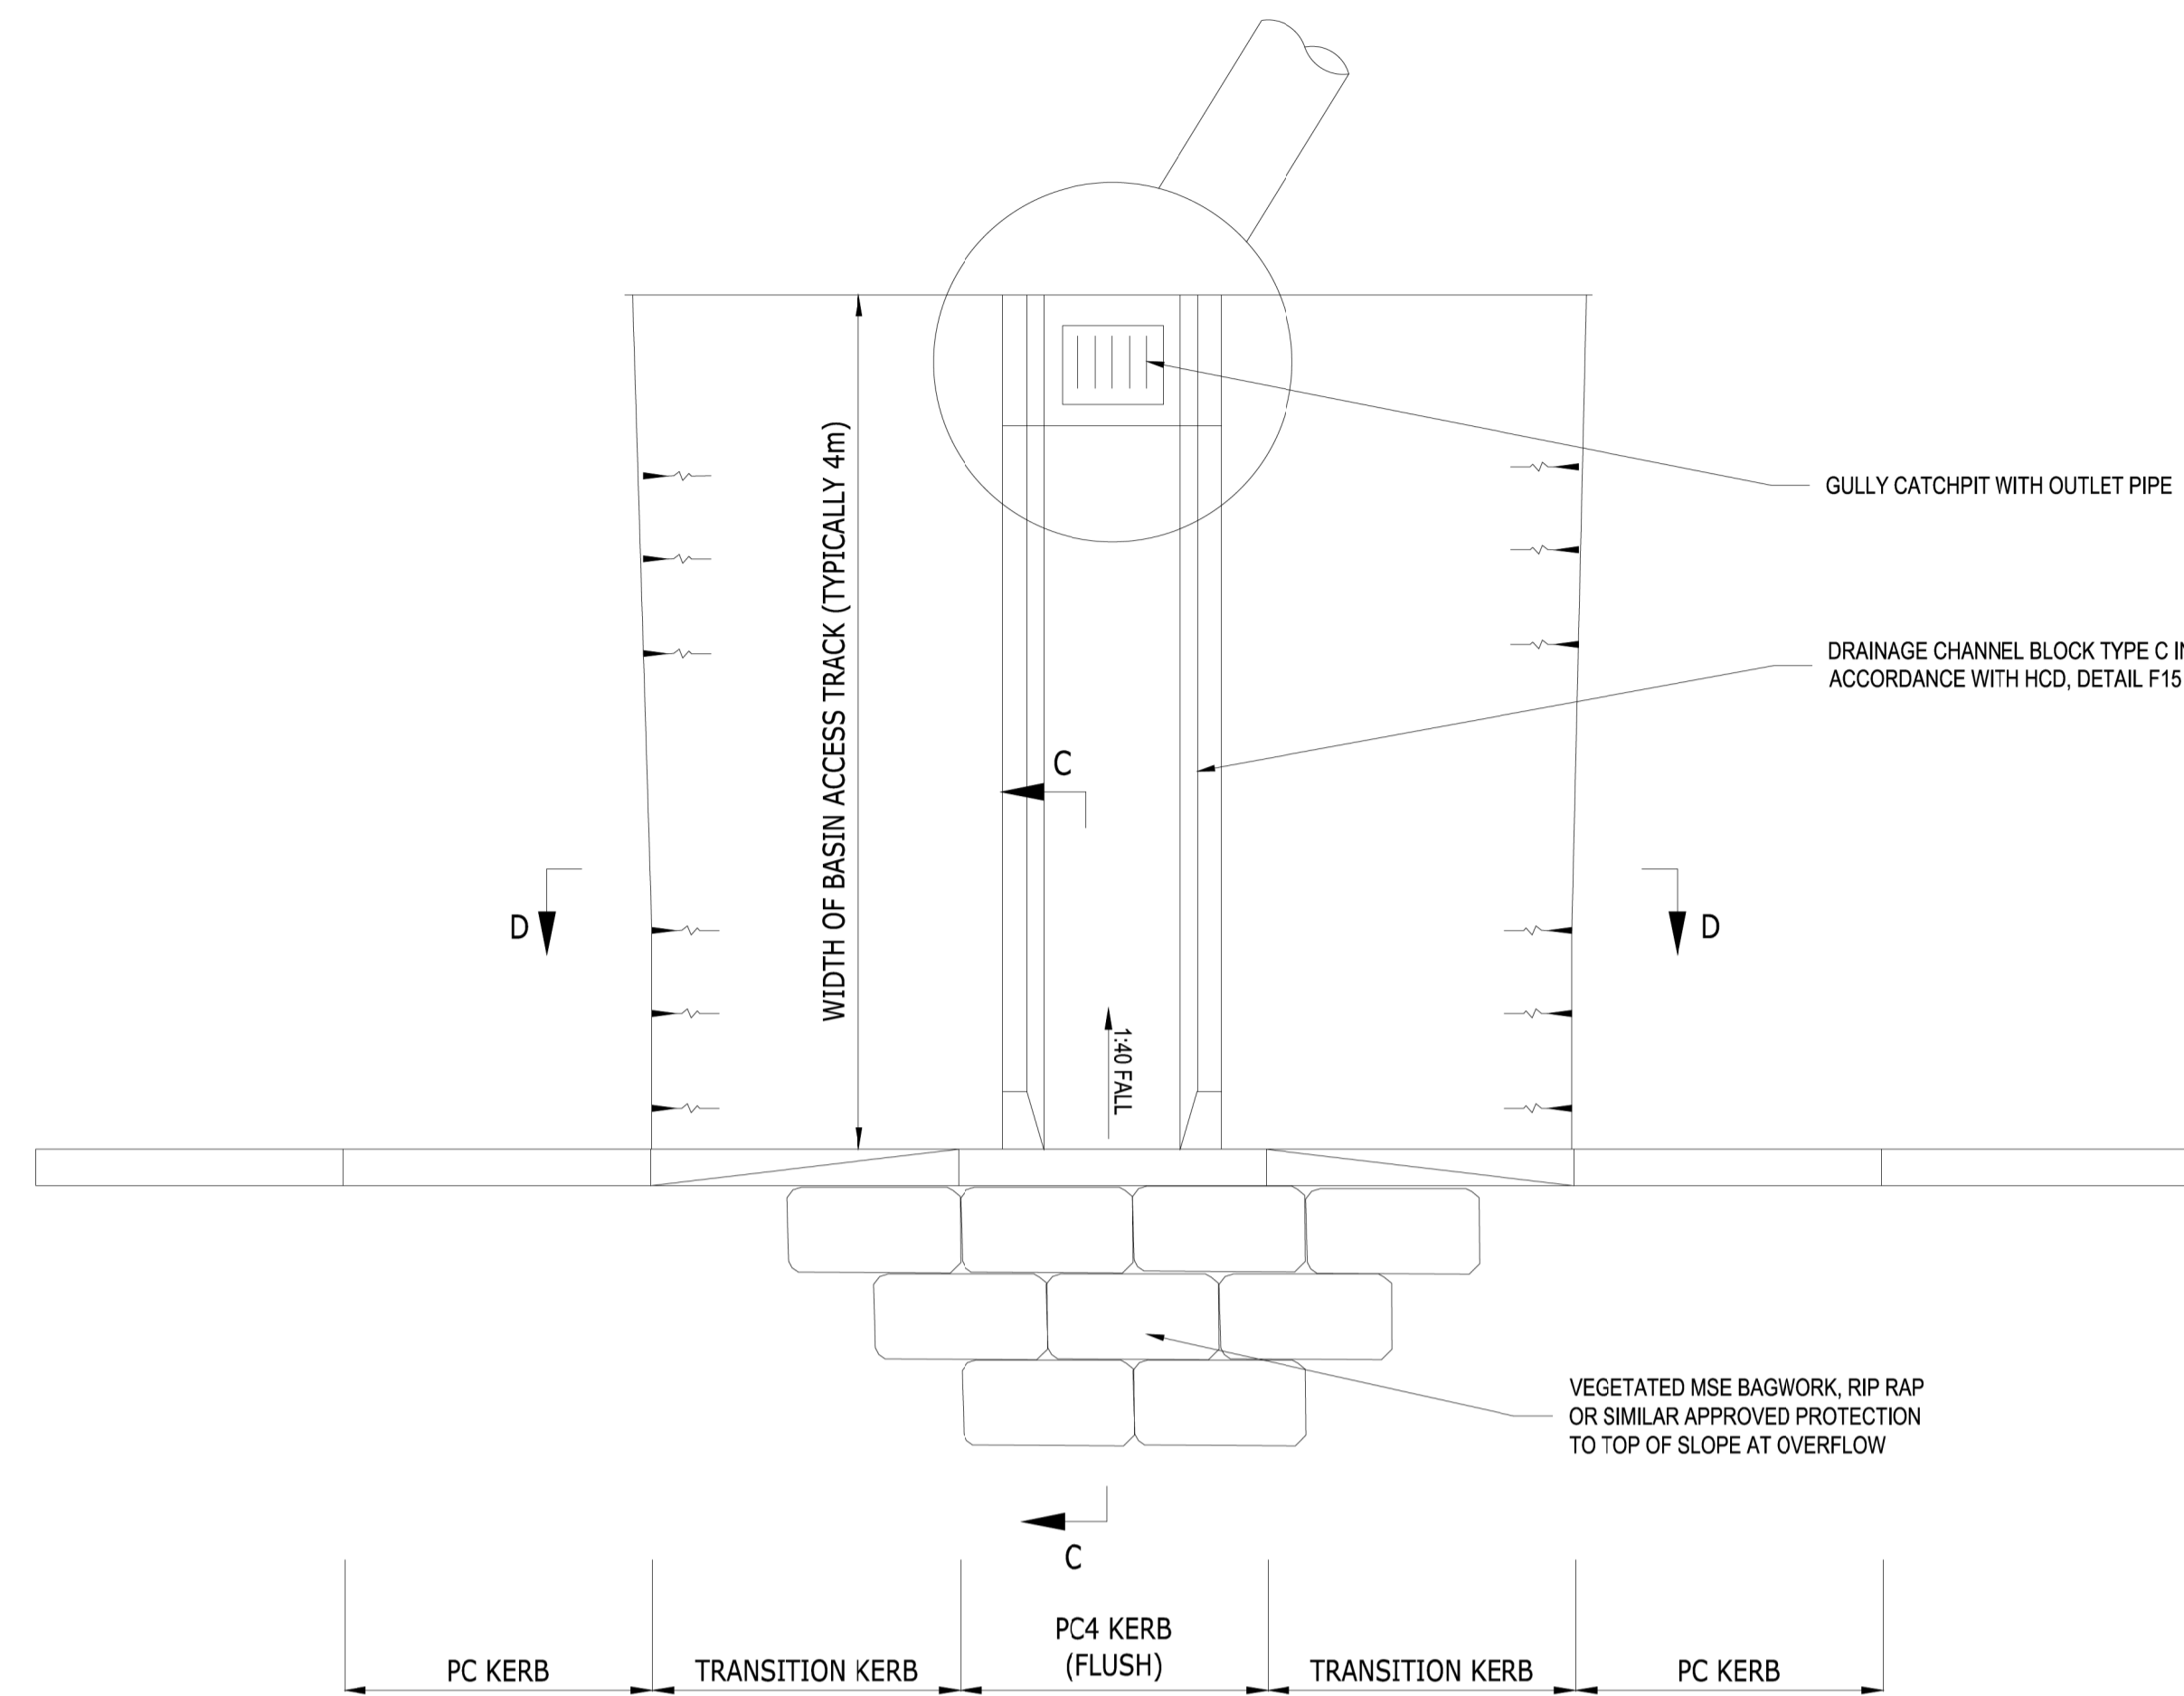 GULLY CATCHPIT WITH OUTLET PIPE
WIDTH OF BASIN ACCESS TRACK (TYPICALLY 4m)
DRAINAGE CHANNEL BLOCK TYPE C IN
ACCORDANCE WITH HCD, DETAIL F15
C
D
D
1:40 FALL
VEGETATED MSE BAGWORK, RIP RAP
OR SIMILAR APPROVED PROTECTION
TO TOP OF SLOPE AT OVERFLOW
C
PC KERB
TRANSITION KERB
PC4 KERB
(FLUSH)
TRANSITION KERB
PC KERB